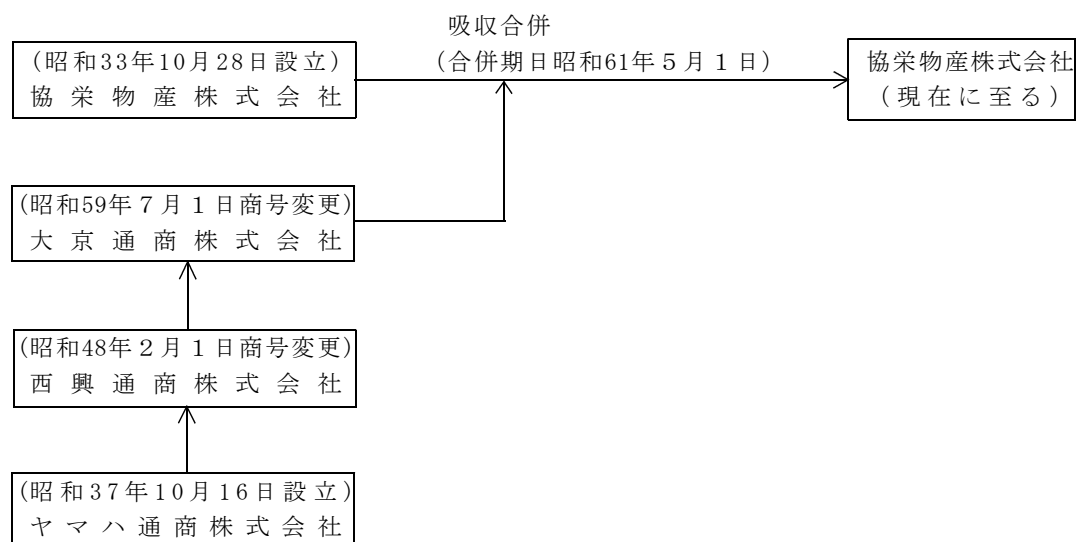 吸収合併
(合併期日昭和61年５月１日)
(昭和33年10月28日設立)
協栄物産株式会社
協栄物産株式会社
(現在に至る)
(昭和59年７月１日商号変更)
大京通商株式会社
(昭和48年２月１日商号変更)
西興通商株式会社
(昭和37年10月16日設立)
ヤマハ通商株式会社